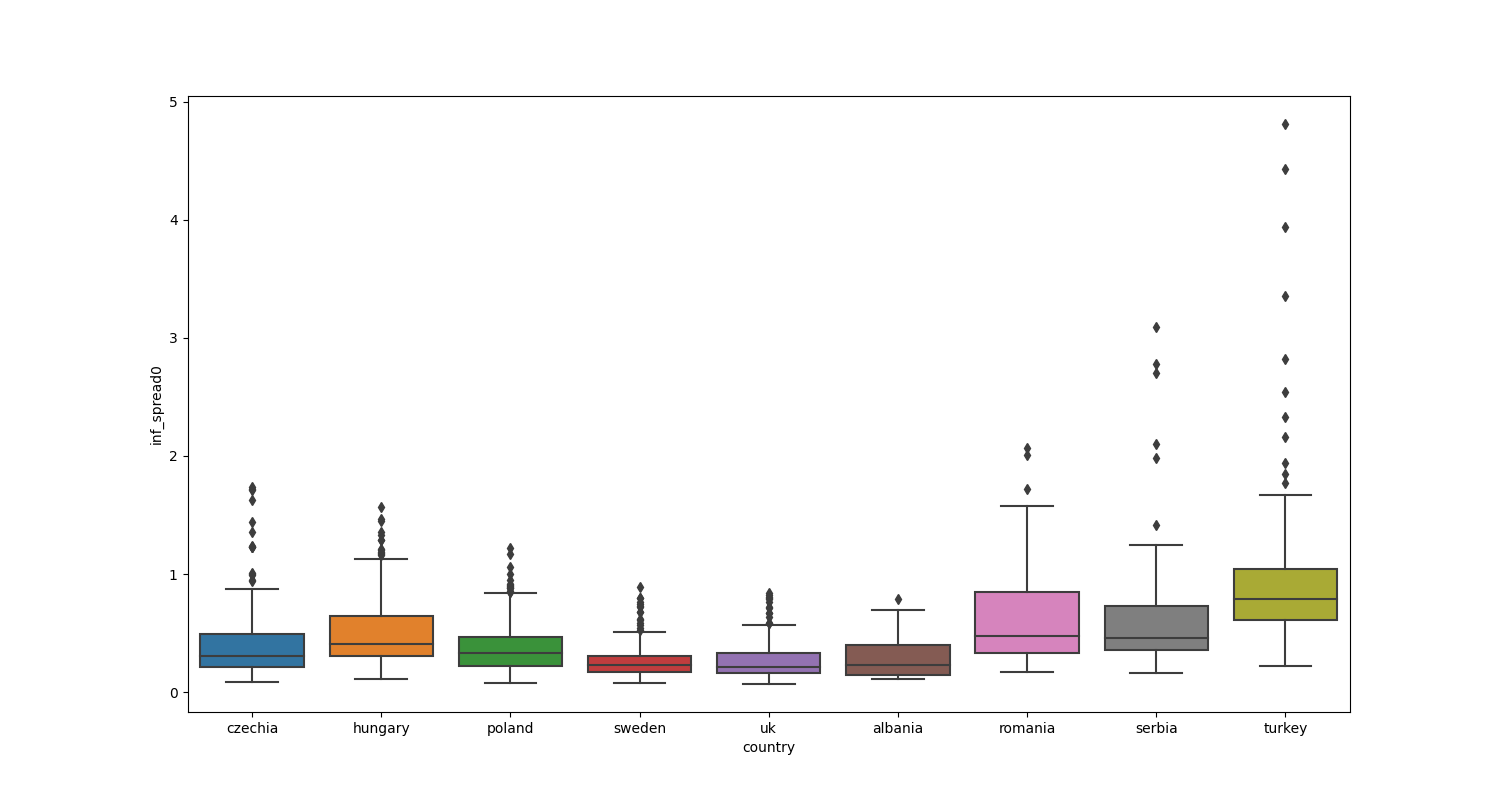 5
4
3
2
1
0
inf_spread0
czechia hungary poland sweden uk albania romania serbia turkey
country